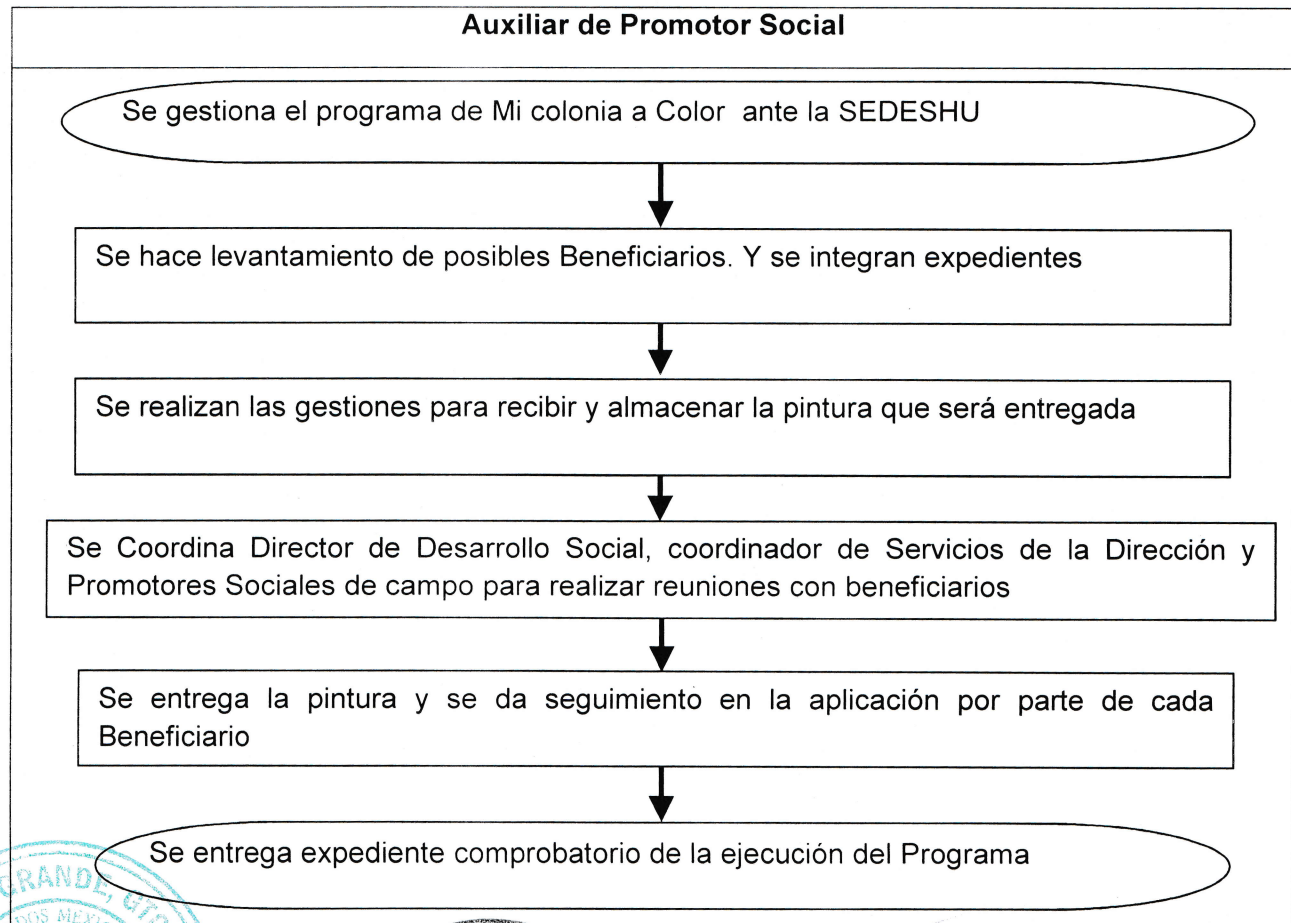 Auxiliar de Promotor Social
Se gestiona el programa de Mi colonia a Color ante la SEDESHU
Se hace levantamiento de posibles Beneficiarios. Y se integran expedientes
Se realizan las gestiones para recibir y almacenar la pintura que será entregada
Se Coordina Director de Desarrollo Social, coordinador de Servicios de la Dirección y
Promotores Sociales de campo para realizar reuniones con beneficiarios
Se entrega la pintura y se da seguimiento en la aplicación por parte de cada
Beneficiario
Se entrega expediente comprobatorio de la ejecución del Programa
GRANDE, GTO